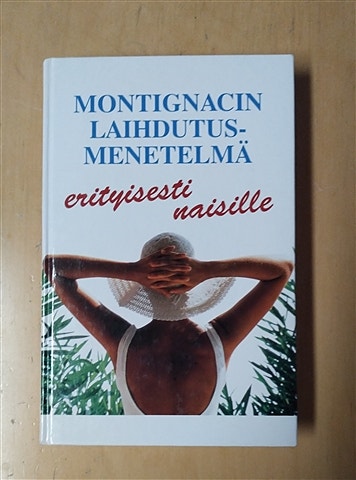 MONTIGNACIN
LAIHDUTUS-
MENETELMÄ
erityisesti
naisille